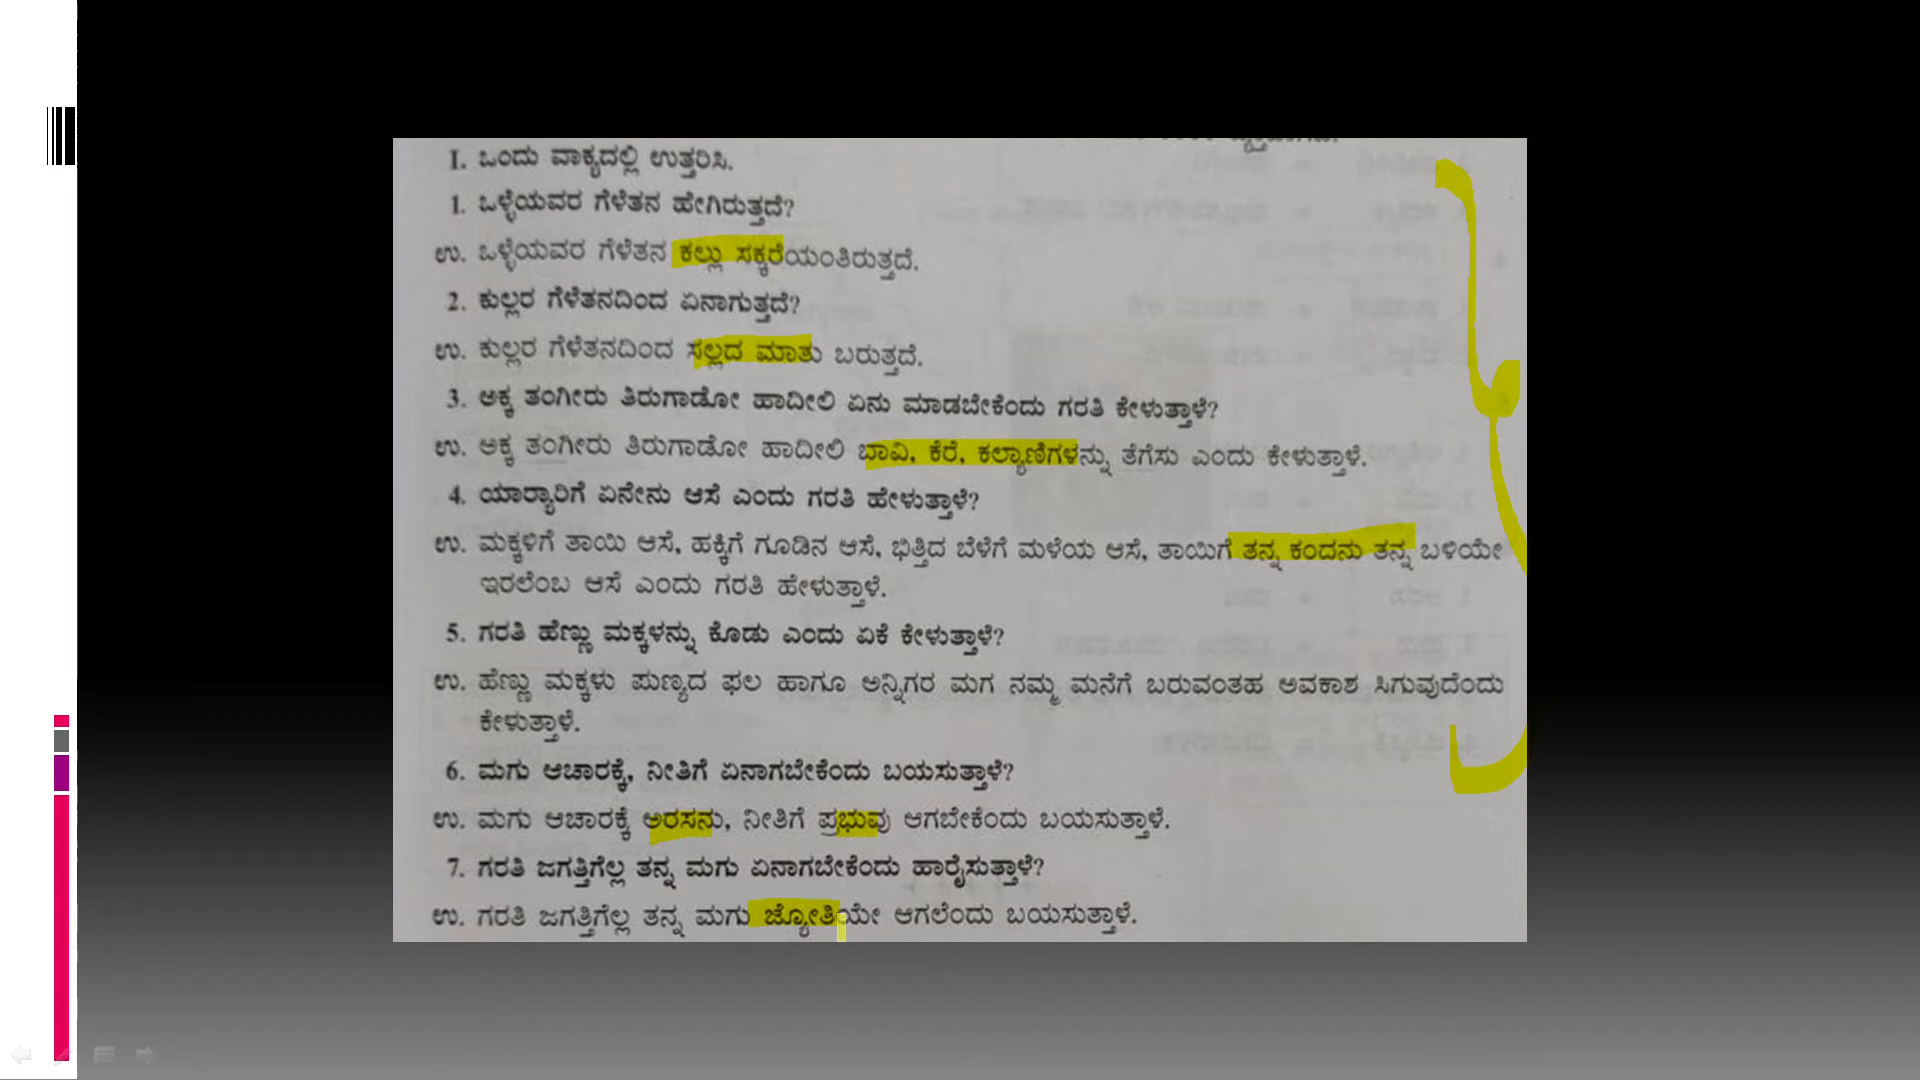 I. ಒಂದು ವಾಕ್ಯದಲ್ಲಿ ಉತ್ತರಿಸಿ.
1. ಒಳ್ಳೆಯವರ ಗೆಳೆತನ ಹೇಗಿರುತ್ತದೆ?
ಉ. ಒಳ್ಳೆಯವರ ಗೆಳೆತನ ಕಲ್ಲು ಸಕ್ಕರೆಯಂತಿರುತ್ತದೆ.
2. ಕುಲ್ಲರ ಗೆಳೆತನದಿಂದ ಏನಾಗುತ್ತದೆ?
ಉ. ಕುಲ್ಲರ ಗೆಳೆತನದಿಂದ ಸಲ್ಲದ ಮಾತು ಬರುತ್ತದೆ.
3. ಅಕ್ಕ ತಂಗೀರು ತಿರುಗಾಡೋ ಹಾದೀಲಿ ಏನು ಮಾಡಬೇಕೆಂದು ಗರತಿ ಕೇಳುತ್ತಾಳೆ?
ಉ. ಅಕ್ಕ ತಂಗೀರು ತಿರುಗಾಡೋ ಹಾದೀಲಿ ಬಾವಿ, ಕೆರೆ, ಕಲ್ಯಾಣಿಗಳನ್ನು ತೆಗೆಸು ಎಂದು ಕೇಳುತ್ತಾಳೆ.
4. ಯಾರ‍್ಯಾರಿಗೆ ಏನೇನು ಆಸೆ ಎಂದು ಗರತಿ ಹೇಳುತ್ತಾಳೆ?
ಉ. ಮಕ್ಕಳಿಗೆ ತಾಯಿ ಆಸೆ, ಹಕ್ಕಿಗೆ ಗೂಡಿನ ಆಸೆ, ಭಿತ್ತಿದ ಬೆಳೆಗೆ ಮಳೆಯ ಆಸೆ, ತಾಯಿಗೆ ತನ್ನ ಕಂದನು ತನ್ನ ಬಳಿಯೇ
ಇರಲೆಂಬ ಆಸೆ ಎಂದು ಗರತಿ ಹೇಳುತ್ತಾಳೆ.
5. ಗರತಿ ಹೆಣ್ಣು ಮಕ್ಕಳನ್ನು ಕೊಡು ಎಂದು ಏಕೆ ಕೇಳುತ್ತಾಳೆ?
ಉ. ಹೆಣ್ಣು ಮಕ್ಕಳು ಪುಣ್ಯದ ಫಲ ಹಾಗೂ ಅನ್ನಿಗರ ಮಗ ನಮ್ಮ ಮನೆಗೆ ಬರುವಂತಹ ಅವಕಾಶ ಸಿಗುವುದೆಂದು
ಕೇಳುತ್ತಾಳೆ.
6. ಮಗು ಆಚಾರಕ್ಕೆ, ನೀತಿಗೆ ಏನಾಗಬೇಕೆಂದು ಬಯಸುತ್ತಾಳೆ?
ಉ. ಮಗು ಆಚಾರಕ್ಕೆ ಅರಸನು, ನೀತಿಗೆ ಪ್ರಭುವು ಆಗಬೇಕೆಂದು ಬಯಸುತ್ತಾಳೆ.
7. ಗರತಿ ಜಗತ್ತಿಗೆಲ್ಲ ತನ್ನ ಮಗು ಏನಾಗಬೇಕೆಂದು ಹಾರೈಸುತ್ತಾಳೆ?
ಉ. ಗರತಿ ಜಗತ್ತಿಗೆಲ್ಲ ತನ್ನ ಮಗು ಜ್ಯೋತಿಯೇ ಆಗಲೆಂದು ಬಯಸುತ್ತಾಳೆ.